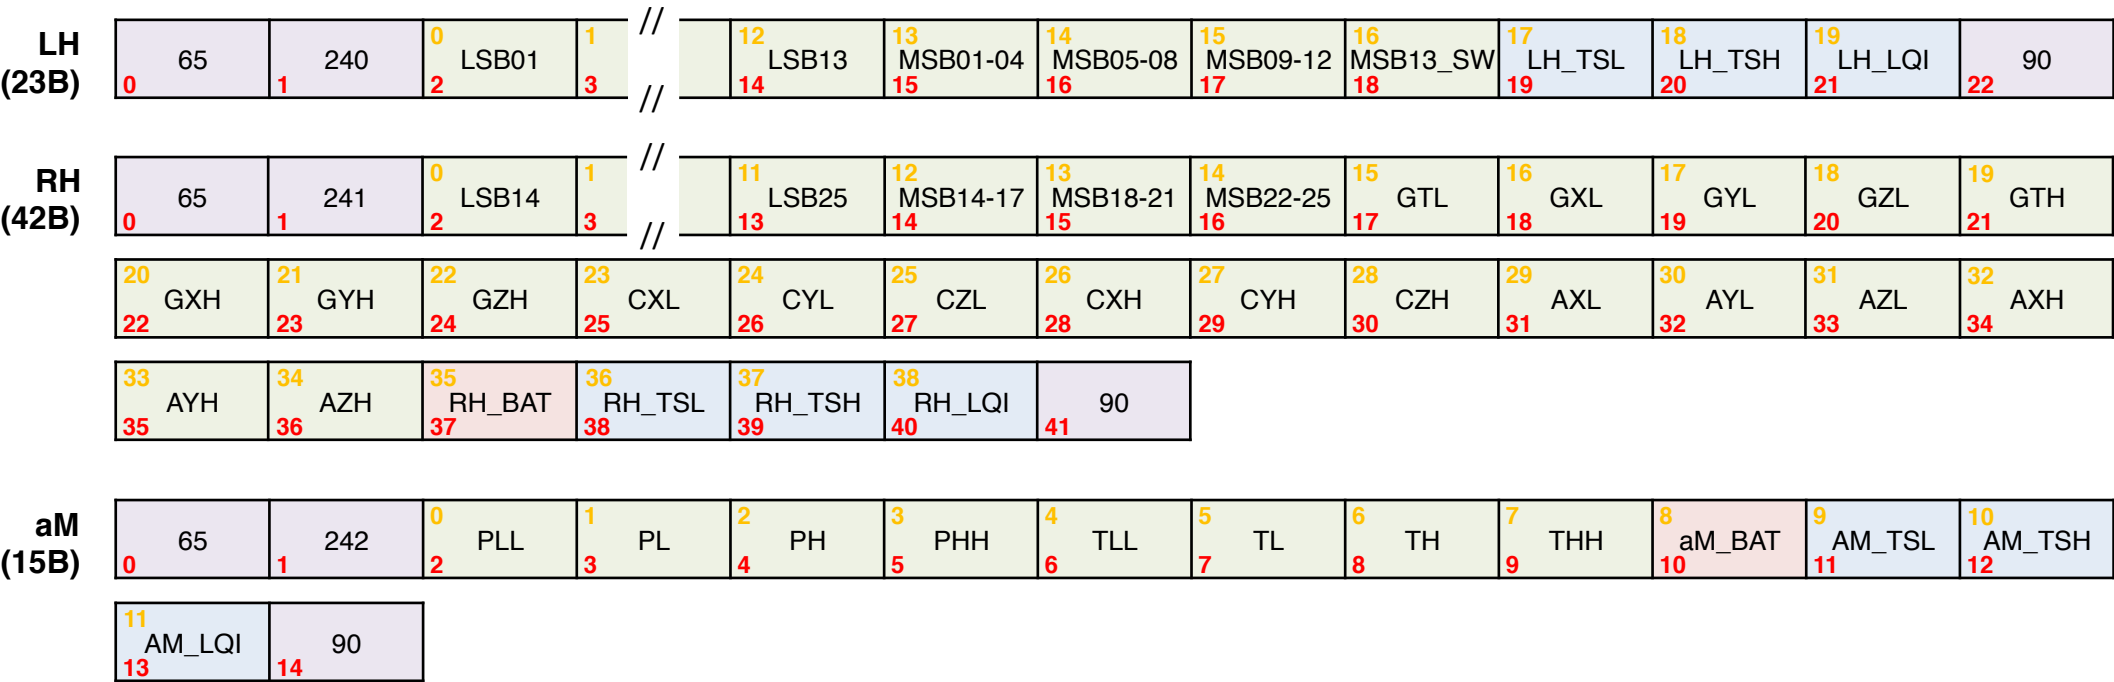 //
LH
(23B)
0 1 12 13 14 15 16 17 18 19
65 240 LSB01 LSB13 MSB01-04 MSB05-08 MSB09-12 MSB13_SW LH_TSL LH_TSH LH_LQI 90
0 1 2 3 14 15 16 17 18 19 20 21 22
//
//
RH
(42B)
0 1 11 12 13 14 15 16 17 18 19
65 241 LSB14 LSB25 MSB14-17 MSB18-21 MSB22-25 GTL GXL GYL GZL GTH
0 1 2 3 13 14 15 16 17 18 19 20 21
//
20 21 22 23 24 25 26 27 28 29 30 31 32
GXH GYH GZH CXL CYL CZL CXH CYH CZH AXL AYL AZL AXH
22 23 24 25 26 27 28 29 30 31 32 33 34
33 34 35 36 37 38
AYH AZH RH_BAT RH_TSL RH_TSH RH_LQI 90
35 36 37 38 39 40 41
aM
(15B)
0 1 2 3 4 5 6 7 8 9 10
65 242 PLL PL PH PHH TLL TL TH THH aM_BAT AM_TSL AM_TSH
0 1 2 3 4 5 6 7 8 9 10 11 12
11
AM_LQI 90
13 14